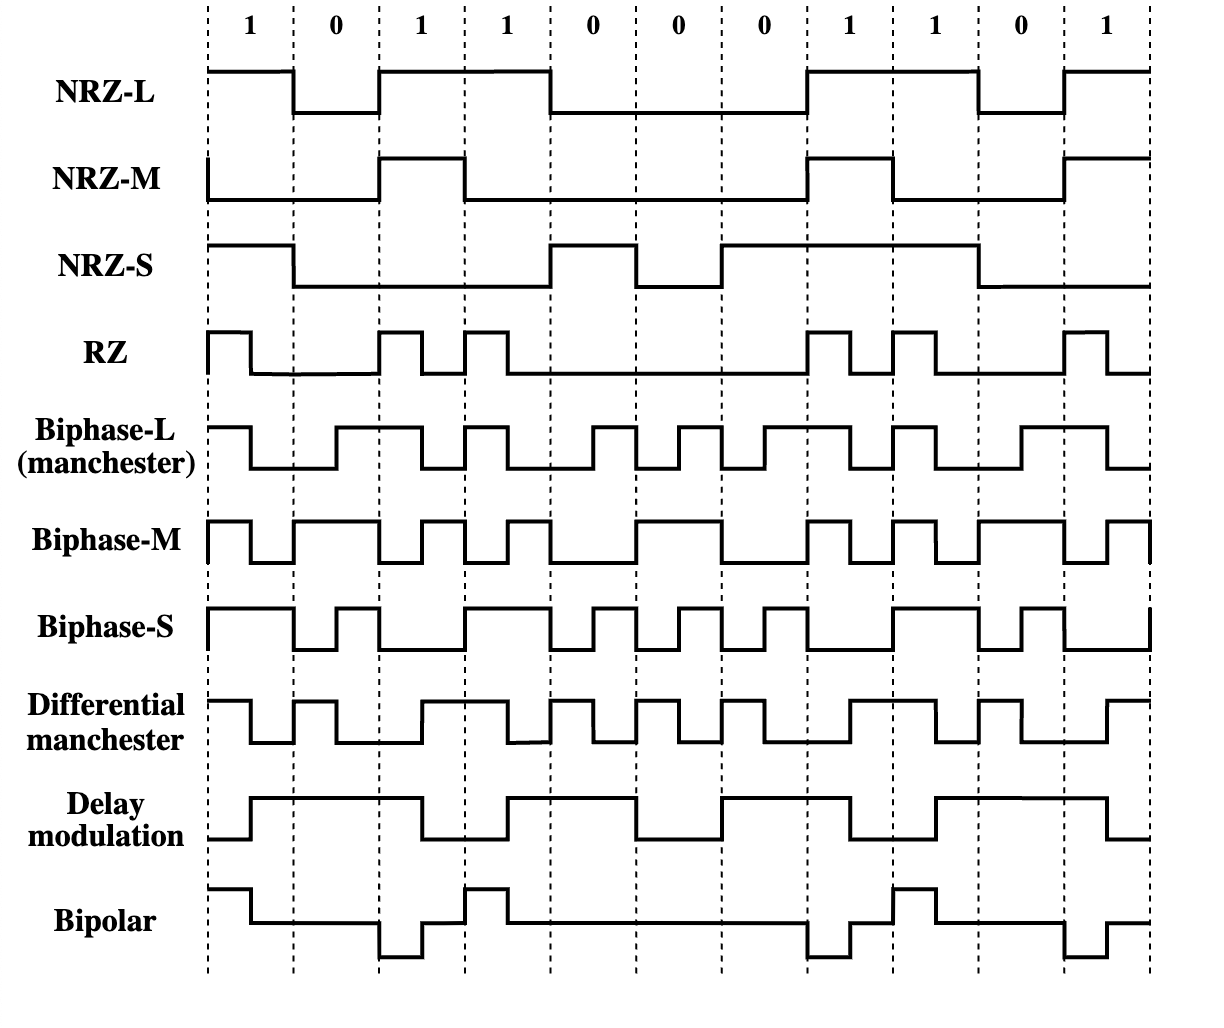 1 0 1 1 0 0 0 1 1 0 1
NRZ-L
NRZ-M
NRZ-S
RZ
Biphase-L
(manchester)
Biphase-M
Biphase-S
Differential
manchester
Delay
modulation
Bipolar